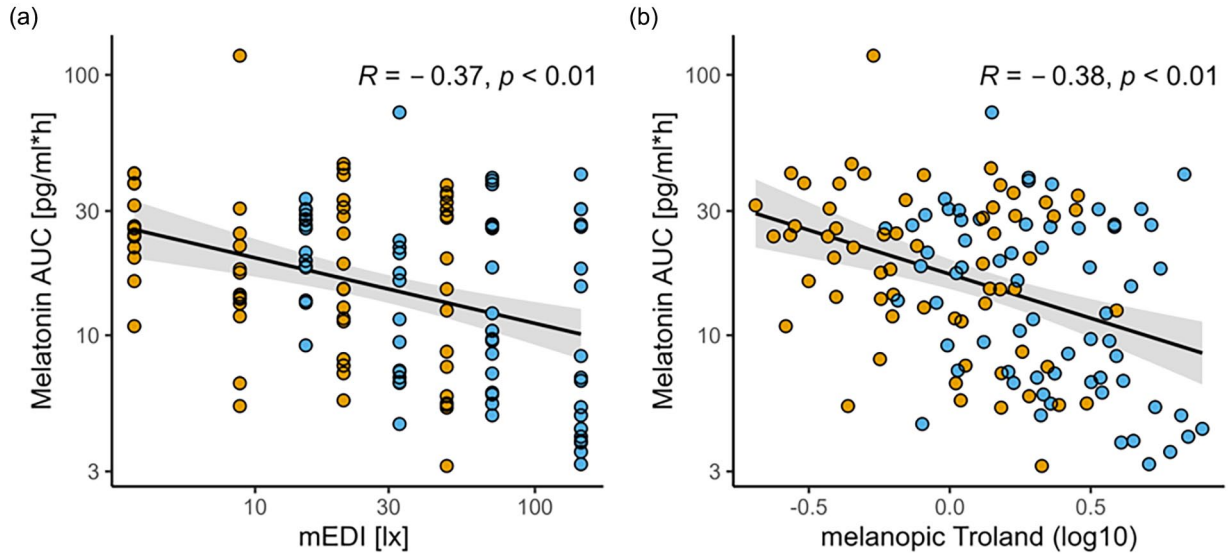 (a)
R = − 0.37, p < 0.01
Melatonin AUC [pg/ml*h]
100
30
10
3
10
30
100
mEDI [lx]
(b)
R = − 0.38, p < 0.01
Melatonin AUC [pg/ml*h]
100
30
10
3
-0.5
0.0
0.5
melanopic Troland (log10)